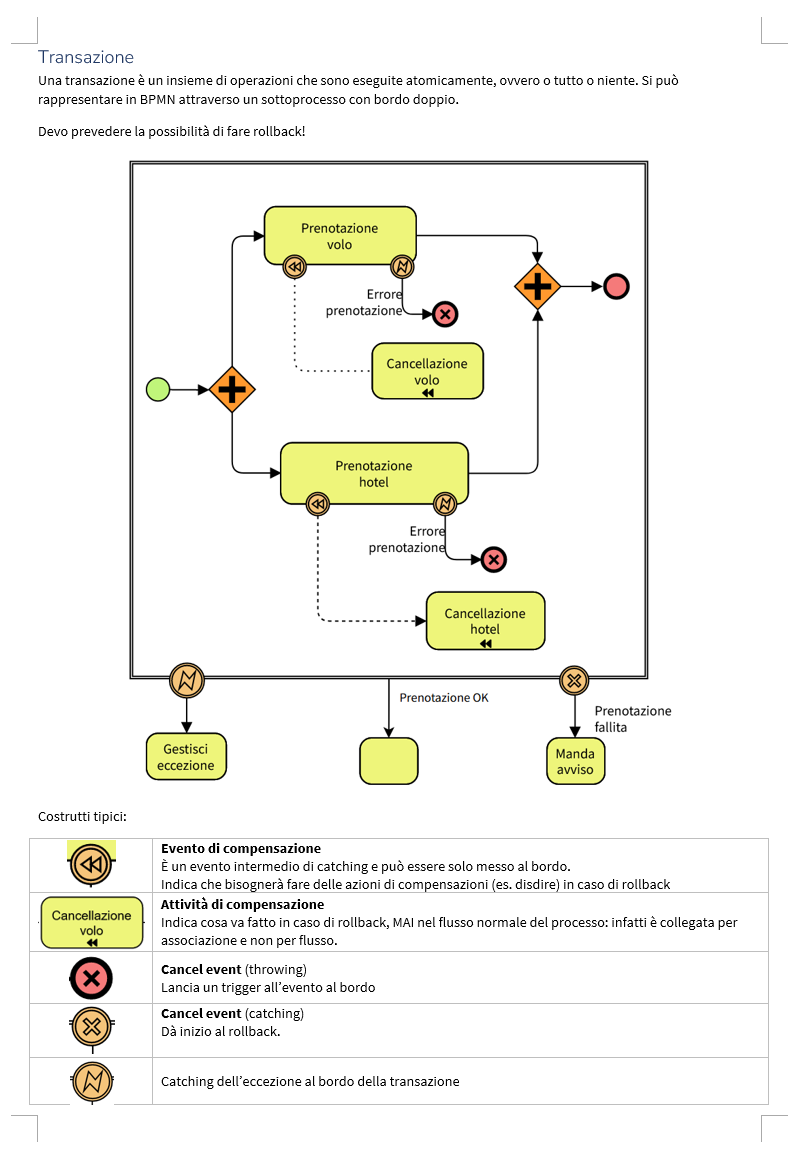 Transazione
Una transazione è un insieme di operazioni che sono eseguite atomicamente, ovvero o tutto o niente. Si può
rappresentare in BPMN attraverso un sottoprocesso con bordo doppio.
Devo prevedere la possibilità di fare rollback!
Prenotazione
volo
Errore
prenotazione
Cancellazione
volo
Prenotazione
hotel
Errore
prenotazione
Cancellazione
hotel
Prenotazione OK
Prenotazione
fallita
Gestisci
eccezione
Manda
avviso
Costrutti tipici:
Evento di compensazione
È un evento intermedio di catching e può essere solo messo al bordo.
Indica che bisognerà fare delle azioni di compensazioni (es. disdire) in caso di rollback
Cancellazione
volo
Attività di compensazione
Indica cosa va fatto in caso di rollback, MAI nel flusso normale del processo: infatti è collegata per
associazione e non per flusso.
Cancel event (throwing)
Lancia un trigger all'evento al bordo
Cancel event (catching)
Dà inizio al rollback.
Catching dell'eccezione al bordo della transazione